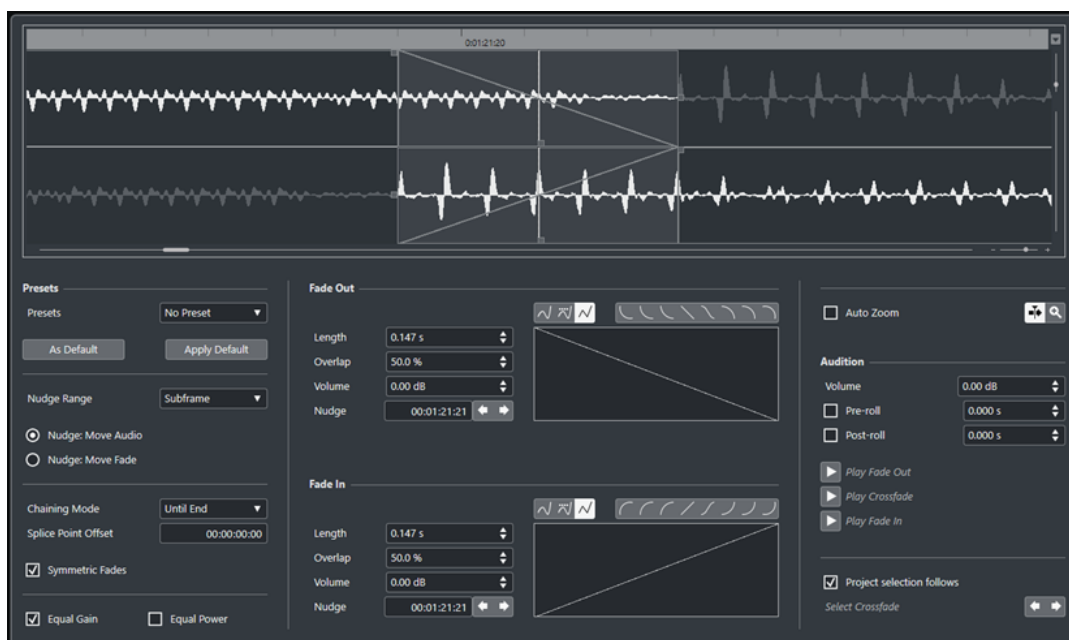 0:01:21:20
Presets
Presets No Preset
As Default Apply Default
Nudge Range Subframe
Nudge: Move Audio
Nudge: Move Fade
Chaining Mode Until End
Splice Point Offset 00:00:00:00
Symmetric Fades
Equal Gain Equal Power
Fade Out
Length 0.147 s
Overlap 50.0 %
Volume 0.00 dB
Nudge 00:01:21:21
Fade In
Length 0.147 s
Overlap 50.0 %
Volume 0.00 dB
Nudge 00:01:21:21
Auto Zoom
Audition
Volume 0.00 dB
Pre-roll 0.000 s
Post-roll 0.000 s
Play Fade Out
Play Crossfade
Play Fade In
Project selection follows
Select Crossfade